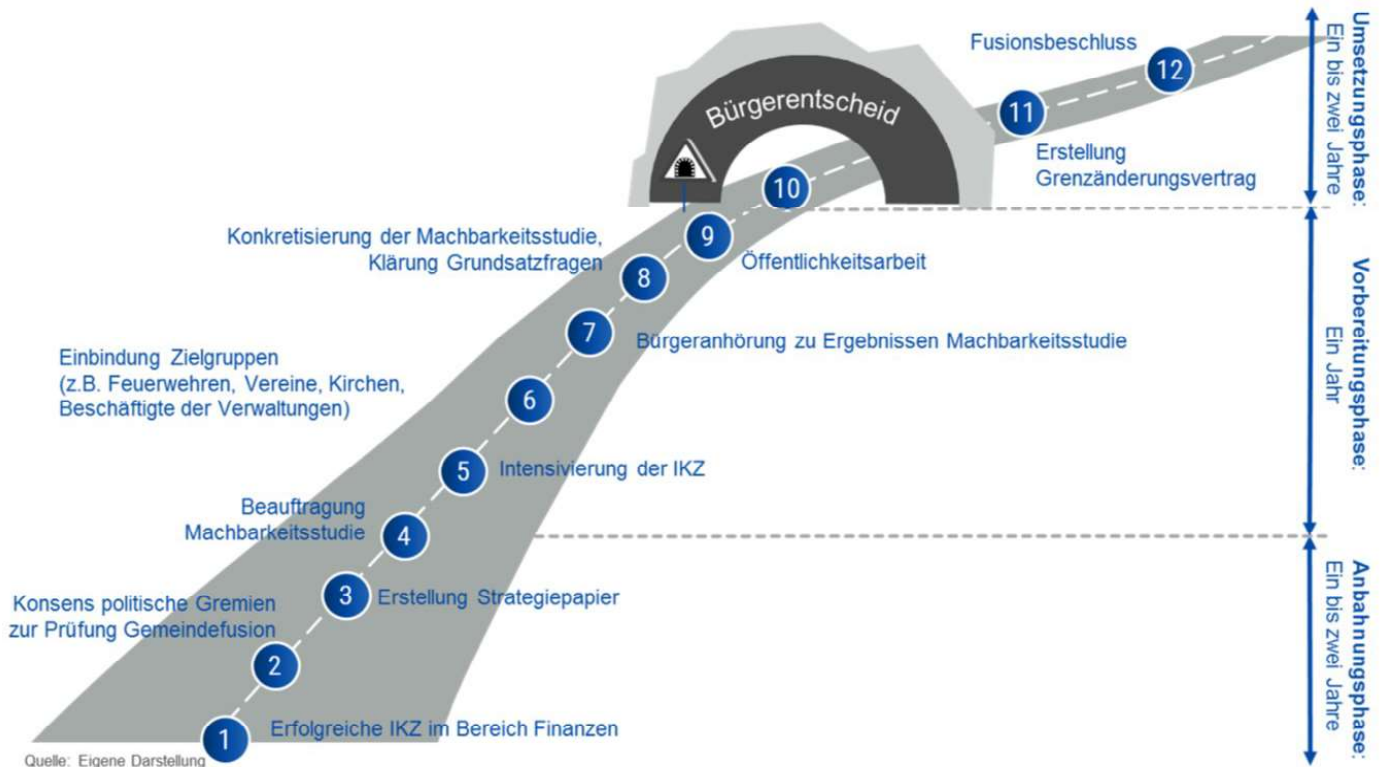 Fusionsbeschluss
12
11
Bürgerentscheid
Erstellung
Grenzänderungsvertrag
10
Konkretisierung der Machbarkeitsstudie,
Klärung Grundsatzfragen
9
Öffentlichkeitsarbeit
8
7
Bürgeranhörung zu Ergebnissen Machbarkeitsstudie
Einbindung Zielgruppen
(z.B. Feuerwehren, Vereine, Kirchen,
Beschäftigte der Verwaltungen)
6
5
Intensivierung der IKZ
Beauftragung
Machbarkeitsstudie
4
Konsens politische Gremien
zur Prüfung Gemeindefusion
3
Erstellung Strategiepapier
2
1
Erfolgreiche IKZ im Bereich Finanzen
Quelle: Eigene Darstellung
Umsetzungsphase:
Ein bis zwei Jahre
Vorbereitungsphase:
Ein Jahr
Anbahnungsphase:
Ein bis zwei Jahre